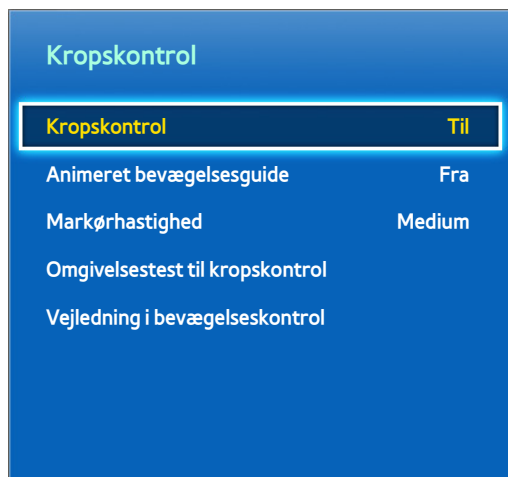 Kropskontrol
Kropskontrol Til
Animeret bevægelsesguide Fra
Markørhastighed Medium
Omgivelsestest til kropskontrol
Vejledning i bevægelseskontrol